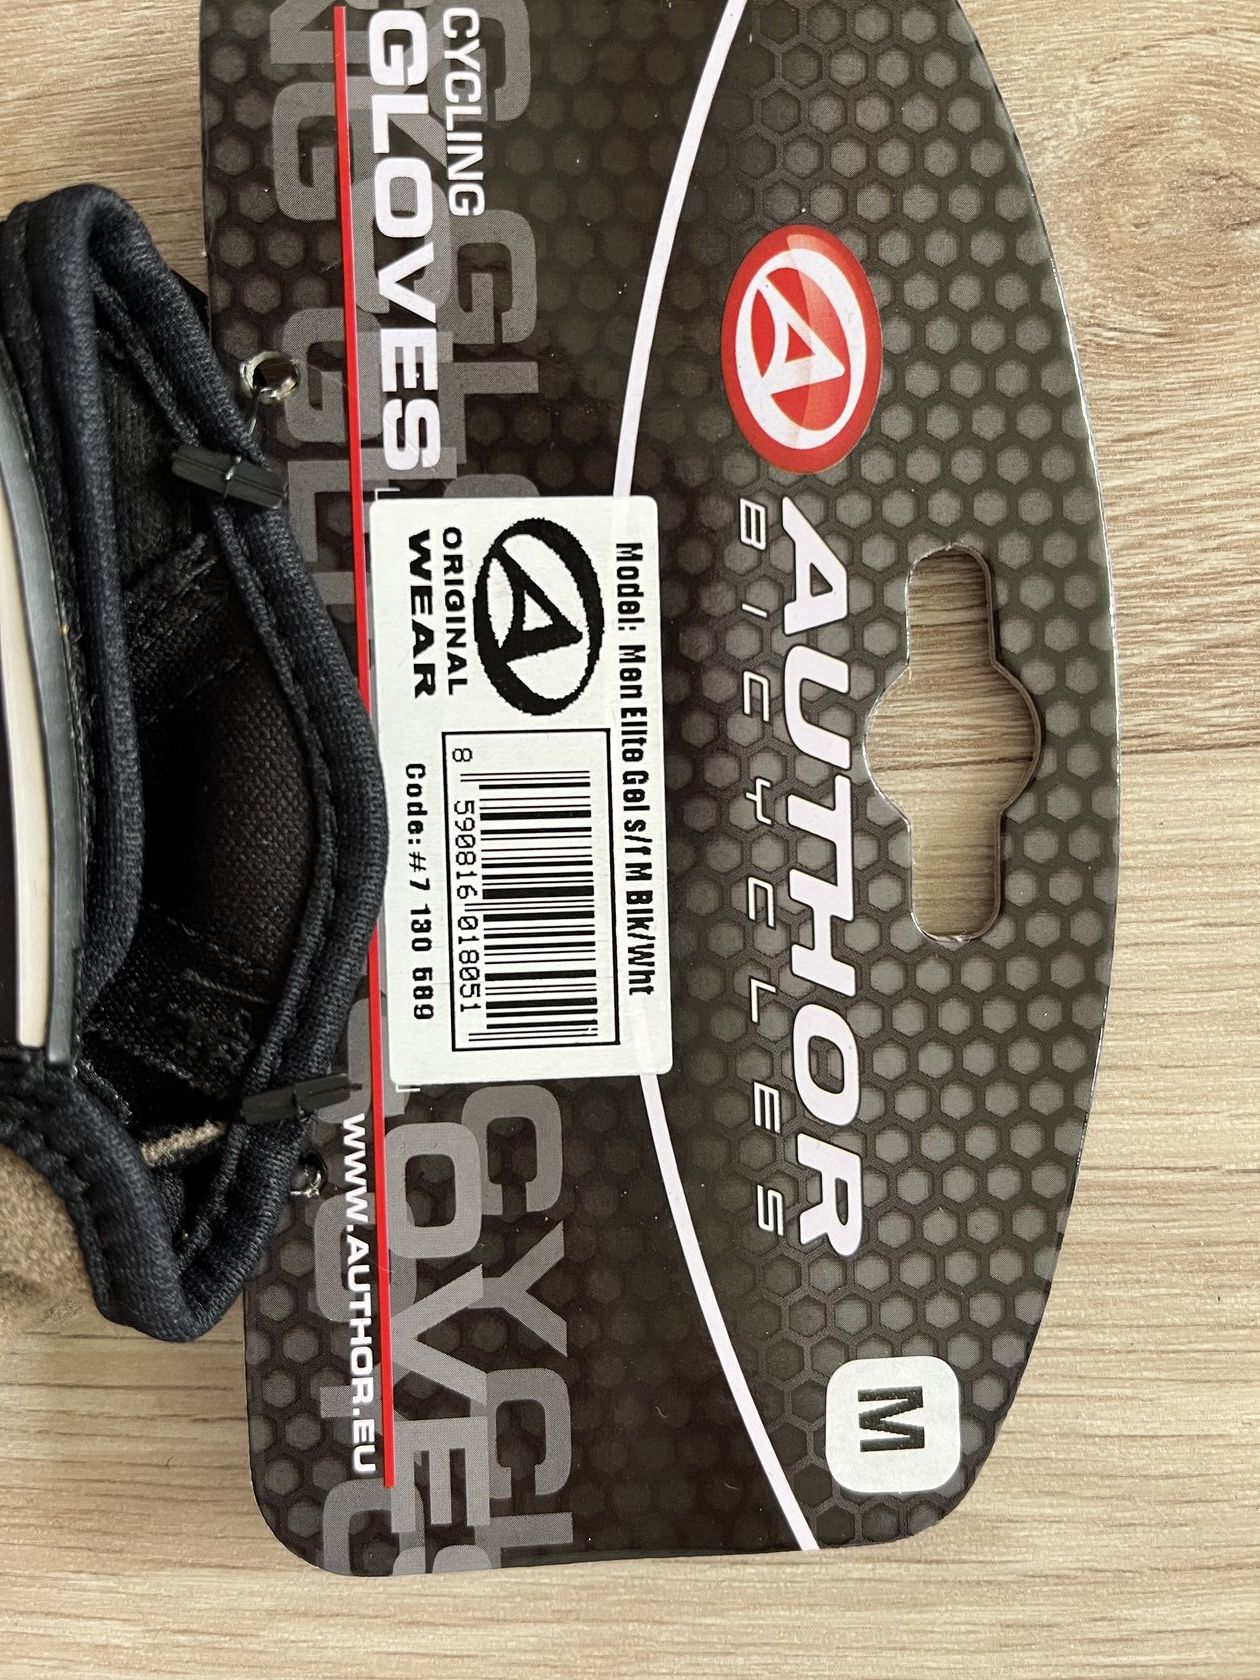 AUTHOR
BICYCLES
M
Model: Men Elite Gel s/f M Blk/Wht
ORIGINAL
WEAR
8 590816 018051
Code:#7 130 589
CYCLING
GLOVES
WWW.AUTHOR.EU